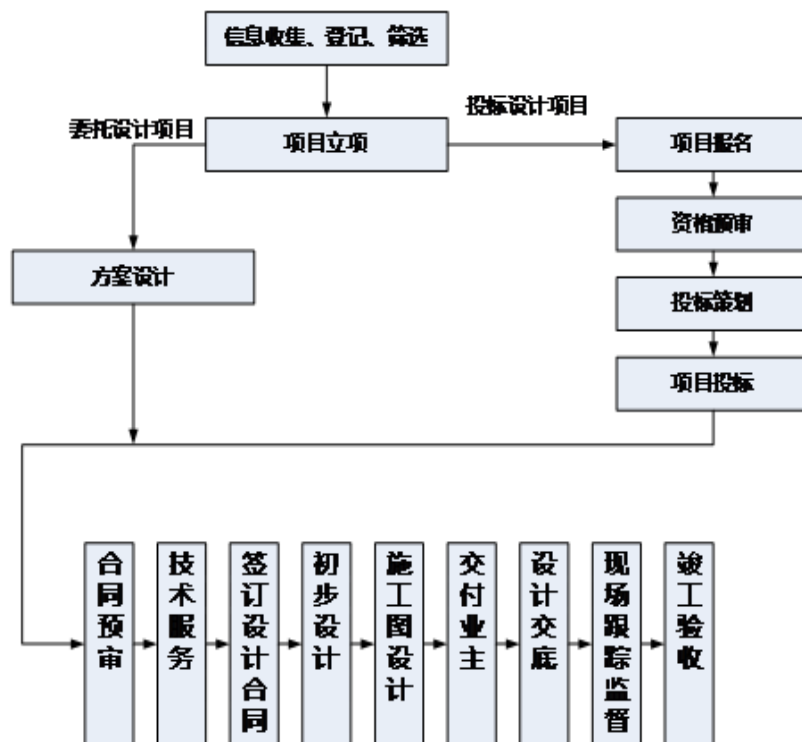 信息收集、登记、筛选
委托设计项目
项目立项
投标设计项目
项目报名
资格预审
方案设计
投标策划
项目投标
合同预审
技术服务
签订设计合同
初步设计
施工图设计
交付业主
设计交底
现场跟踪监督
竣工验收